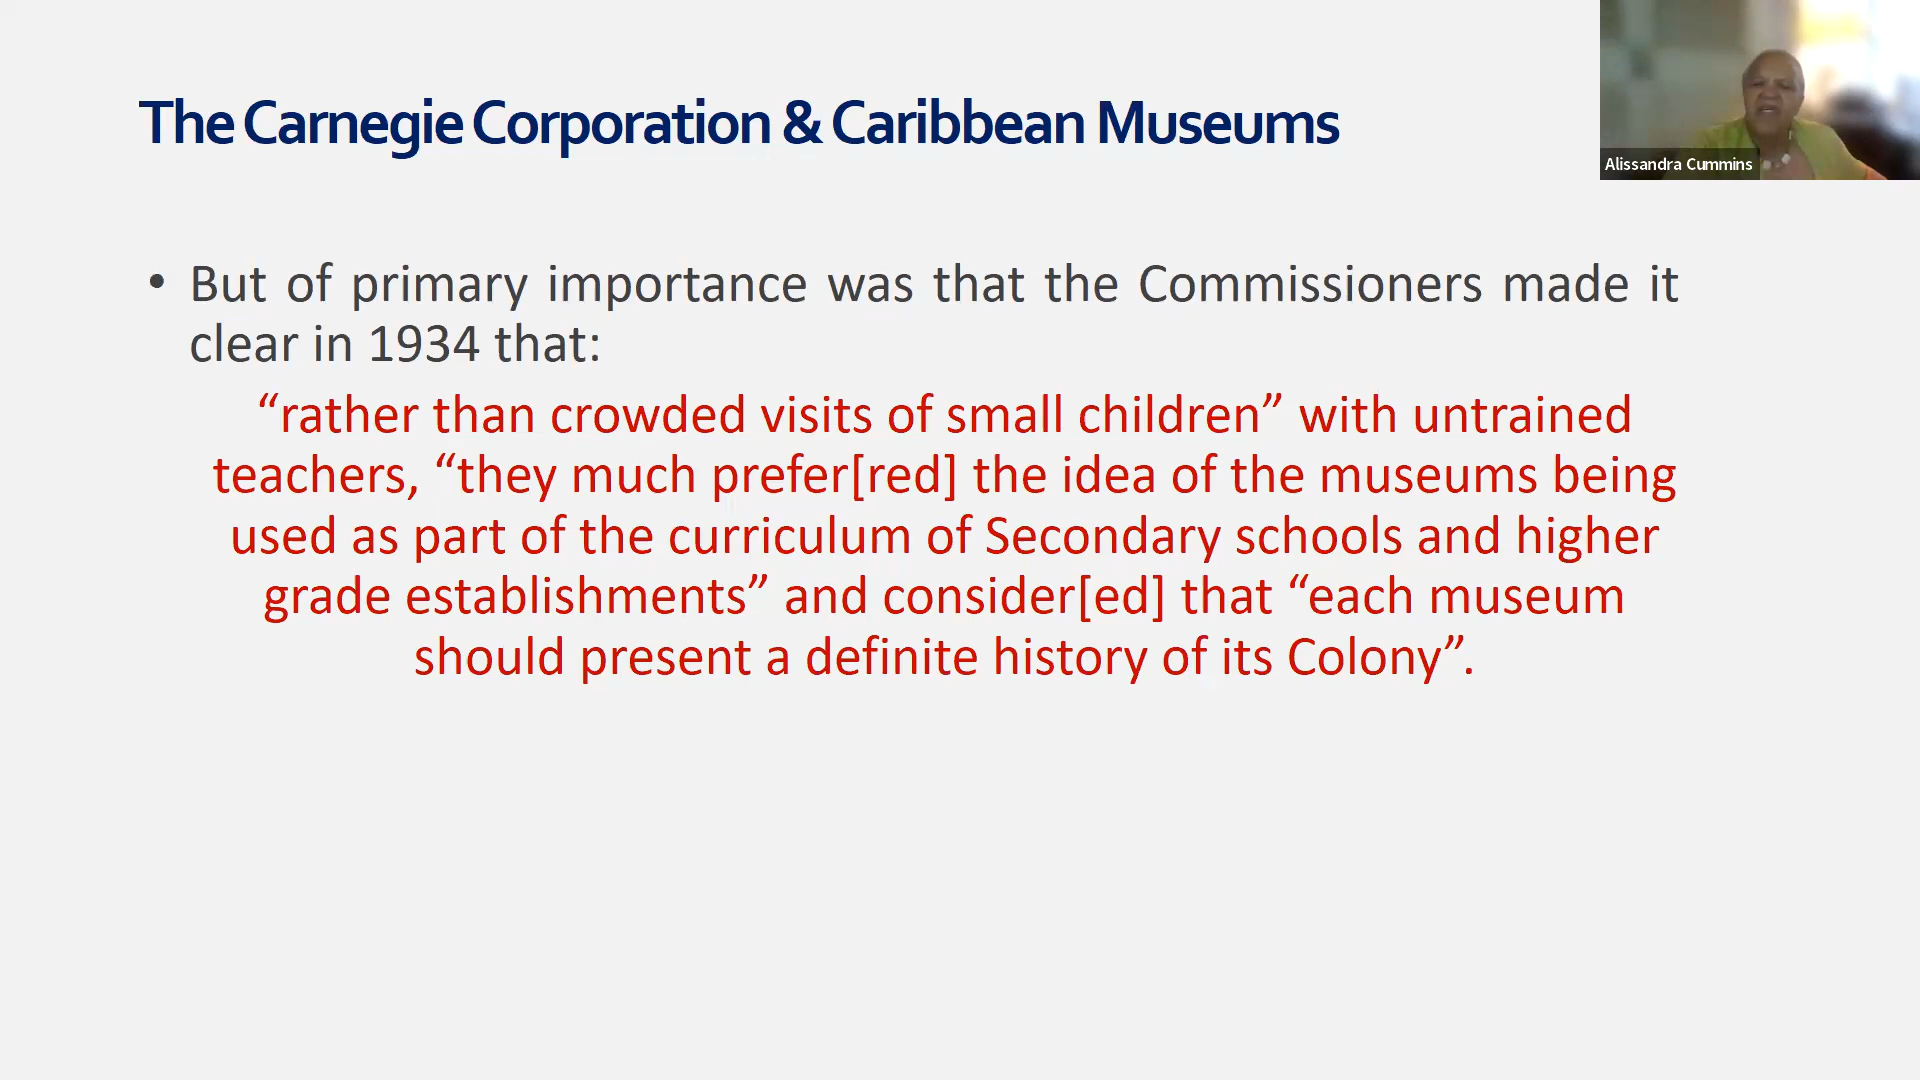 The Carnegie Corporation & Caribbean Museums
Alissandra Cummins
• But of primary importance was that the Commissioners made it
clear in 1934 that:
“rather than crowded visits of small children” with untrained
teachers, “they much prefer[red] the idea of the museums being
used as part of the curriculum of Secondary schools and higher
grade establishments” and consider[ed] that “each museum
should present a definite history of its Colony”.